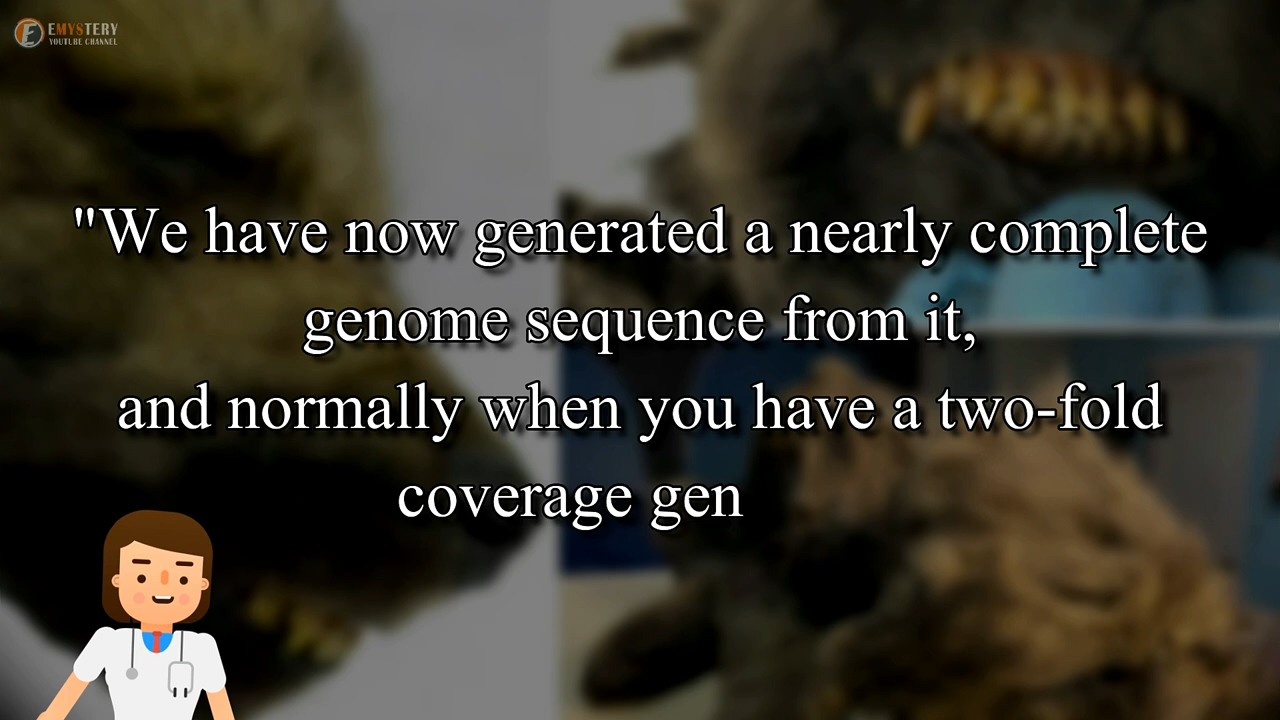 EMYSTERY
YOUTUBE CHANNEL
"We have now generated a nearly complete
genome sequence from it,
and normally when you have a two-fold
coverage gen